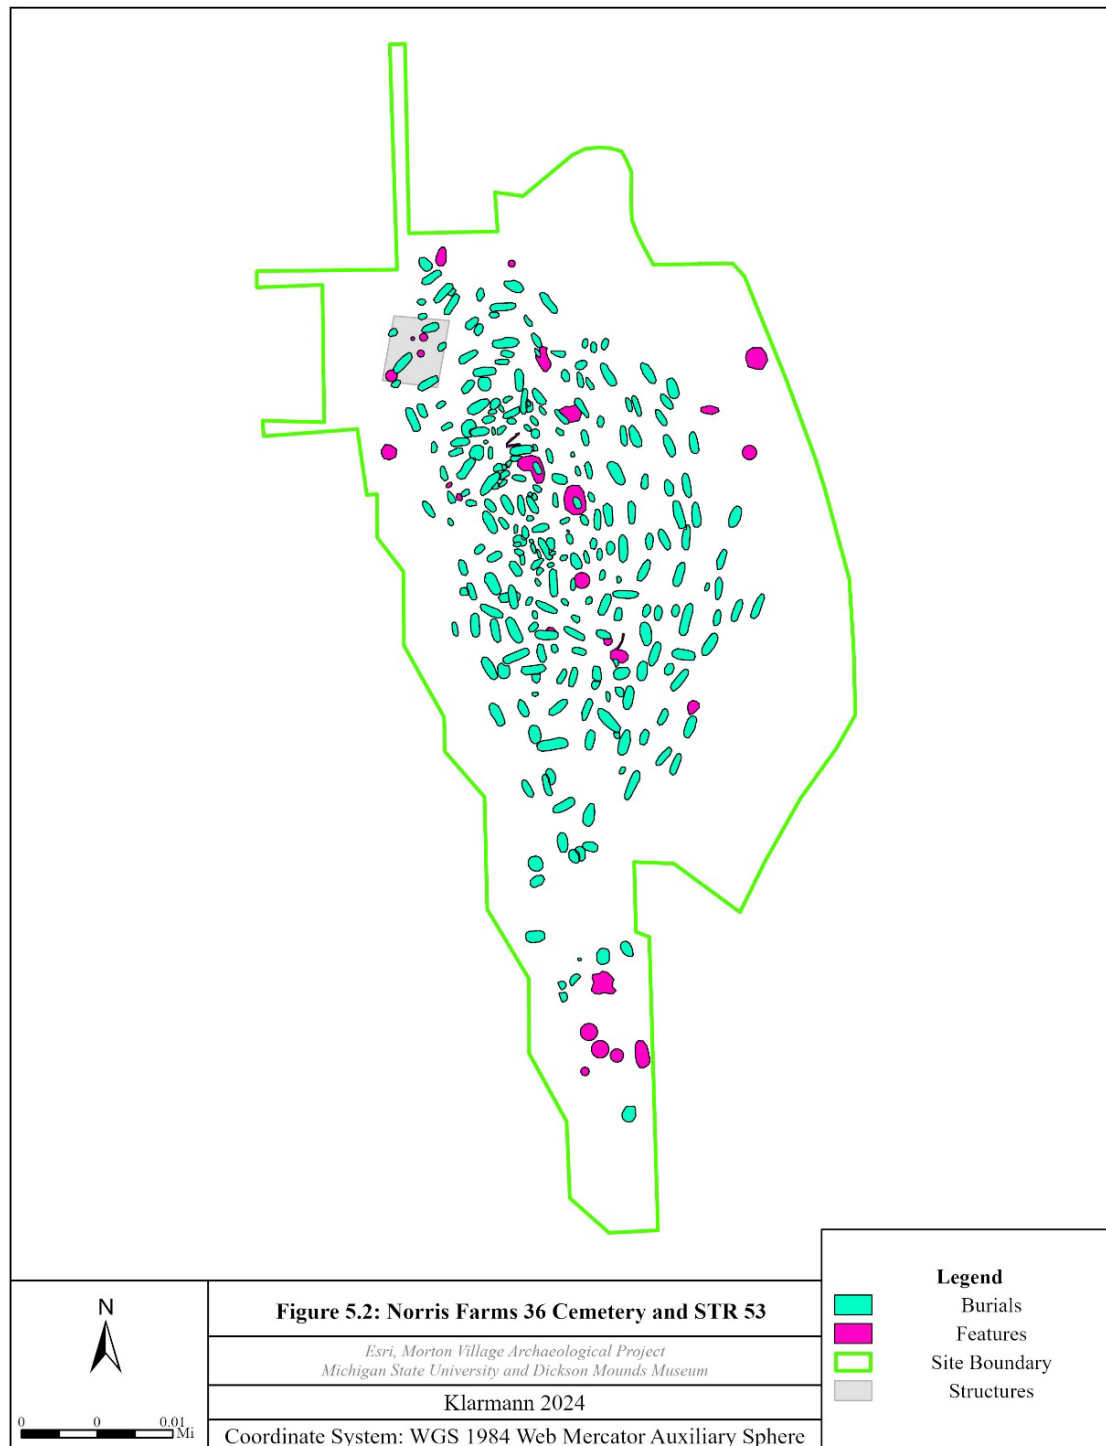 N
0 0 0.01
Mi
Figure 5.2: Norris Farms 36 Cemetery and STR 53
Esri, Morton Village Archaeological Project
Michigan State University and Dickson Mounds Museum
Klarmann 2024
Coordinate System: WGS 1984 Web Mercator Auxiliary Sphere
Legend
Burials
Features
Site Boundary
Structures